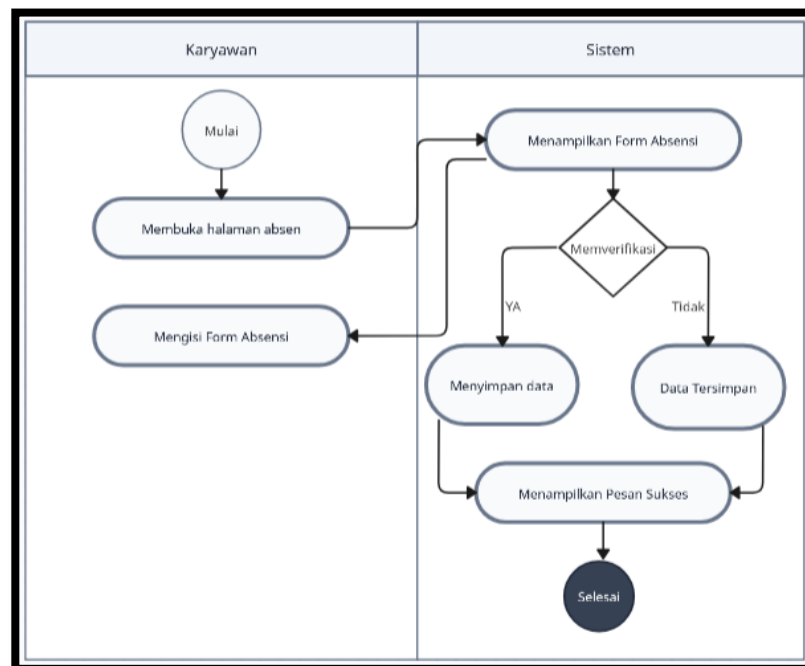 Karyawan
Sistem
Mulai
Menampilkan Form Absensi
Membuka halaman absen
Memverifikasi
YA
Tidak
Mengisi Form Absensi
Menyimpan data
Data Tersimpan
Menampilkan Pesan Sukses
Selesai